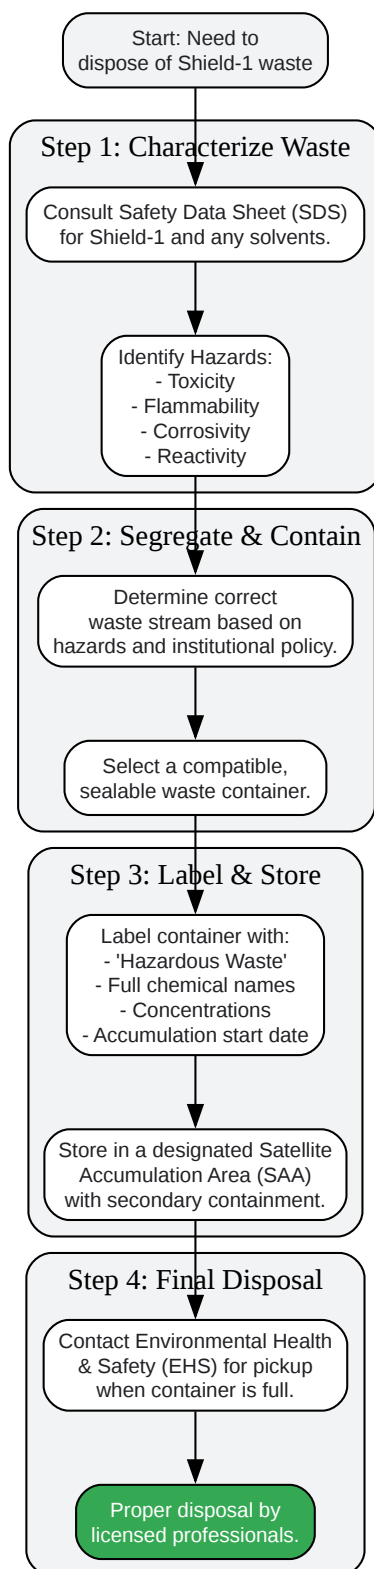 Start: Need to
dispose of Shield-1 waste
Step 1: Characterize Waste
Consult Safety Data Sheet (SDS)
for Shield-1 and any solvents.
Identify Hazards:
- Toxicity
- Flammability
- Corrosivity
- Reactivity
Step 2: Segregate & Contain
Determine correct
waste stream based on
hazards and institutional policy.
Select a compatible,
sealable waste container.
Step 3: Label & Store
Label container with:
- 'Hazardous Waste'
- Full chemical names
- Concentrations
- Accumulation start date
Store in a designated Satellite
Accumulation Area (SAA)
with secondary containment.
Step 4: Final Disposal
Contact Environmental Health
& Safety (EHS) for pickup
when container is full.
Proper disposal by
licensed professionals.